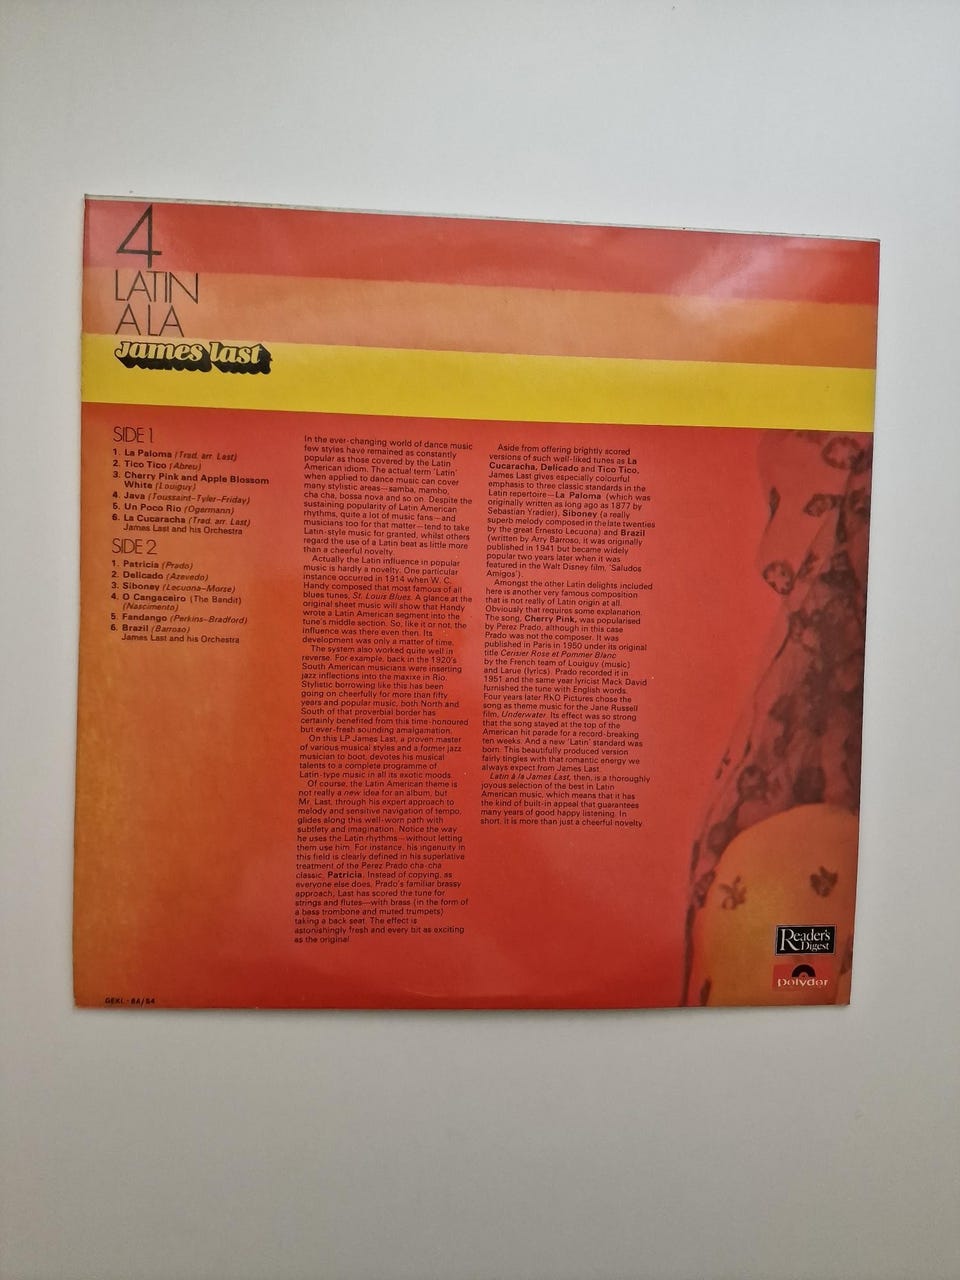 4
LATIN
A LA
james last
SIDE 1
1. La Paloma (Trad. arr. Last)
2. Tico Tico (Abreu)
3. Cherry Pink and Apple Blossom
White (Louiguy)
4. Java (Toussaint–Tyler–Friday)
5. Un Poco Rio (Ogermann)
6. La Cucaracha (Trad. arr. Last)
James Last and his Orchestra
SIDE 2
1. Patricia (Prado)
2. Delicado (Azevedo)
3. Siboney (Lecuona–Morse)
4. O Cangaceiro (The Bandit)
(Nascimento)
5. Fandango (Perkins–Bradford)
6. Brazil (Barroso)
James Last and his Orchestra
In the ever-changing world of dance music
few styles have remained as constantly
popular as those covered by the Latin
American idiom. The actual term 'Latin'
when applied to dance music can cover
many stylistic areas—samba, mambo,
cha cha, bossa nova and so on. Despite the
sustaining popularity of Latin American
rhythms, quite a lot of music fans—and
musicians too for that matter—tend to take
Latin-style music for granted, whilst others
regard the use of a Latin beat as little more
than a cheerful novelty.
Actually the Latin influence in popular
music is hardly a novelty. One particular
instance occurred in 1914 when W. C.
Handy composed that most famous of all
blues tunes, St. Louis Blues. A glance at the
original sheet music will show that Handy
wrote a Latin American segment into the
tune's middle section. So, like it or not, the
influence was there even then. Its
development was only a matter of time.
The system also worked quite well in
reverse. For example, back in the 1920's
South American musicians were inserting
jazz inflections into the maxixe in Rio.
Stylistic borrowing like this has been
going on cheerfully for more than fifty
years and popular music, both North and
South of that proverbial border has
certainly benefited from this time-honoured
but ever-fresh sounding amalgamation.
On this LP James Last, a proven master
of various musical styles and a former jazz
musician to boot, devotes his musical
talents to a complete programme of
Latin-type music in all its exotic moods.
Of course, the Latin American theme is
not really a new idea for an album, but
Mr. Last, through his expert approach to
melody and sensitive navigation of tempo,
glides along this well-worn path with
subtlety and imagination. Notice the way
he uses the Latin rhythms—without letting
them use him. For instance, his ingenuity in
this field is clearly defined in his superlative
treatment of the Perez Prado cha-cha
classic, Patricia. Instead of copying, as
everyone else does, Prado's familiar brassy
approach, Last has scored the tune for
strings and flutes—with brass (in the form of
a bass trombone and muted trumpets)
taking a back seat. The effect is
astonishingly fresh and every bit as exciting
as the original.
Aside from offering brightly scored
versions of such well-liked tunes as La
Cucaracha, Delicado and Tico Tico,
James Last gives especially colourful
emphasis to three classic standards in the
Latin repertoire—La Paloma (which was
originally written as long ago as 1877 by
Sebastian Yradier), Siboney (a really
superb melody composed in the late twenties
by the great Ernesto Lecuona) and Brazil
(written by Arry Barroso, it was originally
published in 1941 but became widely
popular two years later when it was
featured in the Walt Disney film, 'Saludos
Amigos').
Amongst the other Latin delights included
here is another very famous composition
that is not really of Latin origin at all.
Obviously that requires some explanation.
The song, Cherry Pink, was popularised
by Perez Prado, although in this case
Prado was not the composer. It was
published in Paris in 1950 under its original
title Cerisier Rose et Pommer Blanc
by the French team of Louiguy (music)
and Larue (lyrics). Prado recorded it in
1951 and the same year lyricist Mack David
furnished the tune with English words.
Four years later RkO Pictures chose the
song as theme music for the Jane Russell
film, Underwater. Its effect was so strong
that the song stayed at the top of the
American hit parade for a record-breaking
ten weeks. And a new 'Latin' standard was
born. This beautifully produced version
fairly tingles with that romantic energy we
always expect from James Last.
Latin à la James Last, then, is a thoroughly
joyous selection of the best in Latin
American music, which means that it has
the kind of built-in appeal that guarantees
many years of good happy listening. In
short, it is more than just a cheerful novelty.
Reader's
Digest
polydor
GEKL - 8A/S4